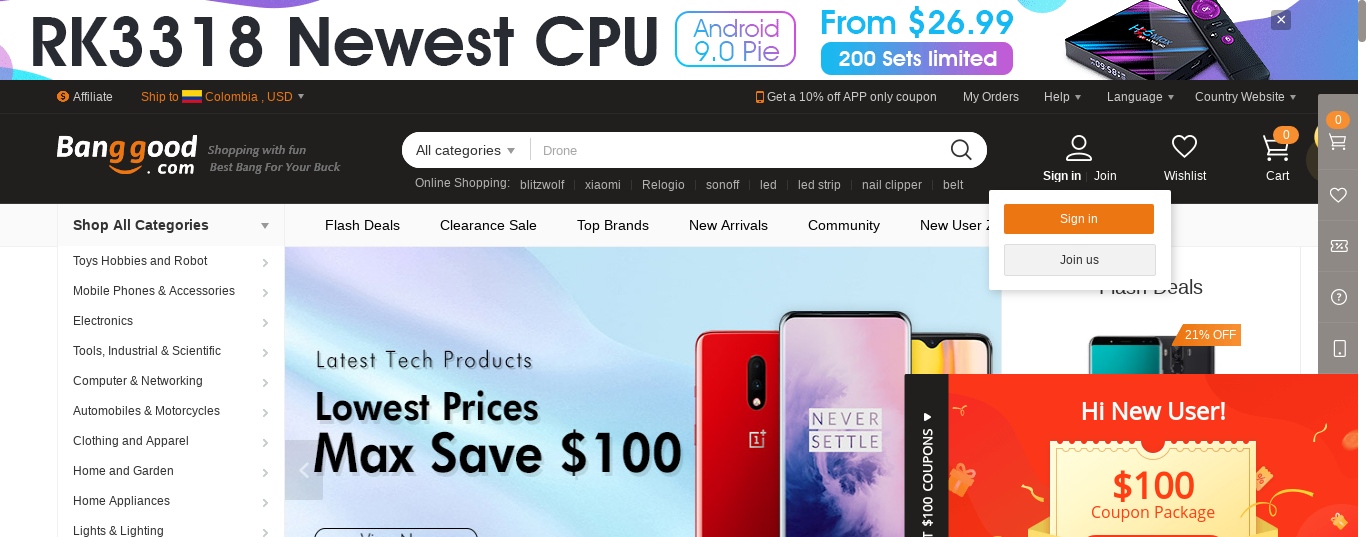 RK3318 Newest CPU
Android
9.0 Pie
From $26.99
200 Sets limited
Affiliate
Ship to Colombia , USD
Get a 10% off APP only coupon
My Orders
Help
Language
Country Website
0
Banggood
.com
Shopping with fun
Best Bang For Your Buck
All categories
Drone
Online Shopping:
blitzwolf
xiaomi
Relogio
sonoff
led
led strip
nail clipper
belt
Sign in
Join
Wishlist
0
Cart
Sign in
Join us
Shop All Categories
Flash Deals
Clearance Sale
Top Brands
New Arrivals
Community
New User
Toys Hobbies and Robot
Mobile Phones & Accessories
Electronics
Tools, Industrial & Scientific
Computer & Networking
Automobiles & Motorcycles
Clothing and Apparel
Home and Garden
Home Appliances
Lights & Lighting
Latest Tech Products
Lowest Prices
Max Save $100
NEVER
SETTLE
Flash Deals
21% OFF
$100 COUPONS
Hi New User!
$100
Coupon Package